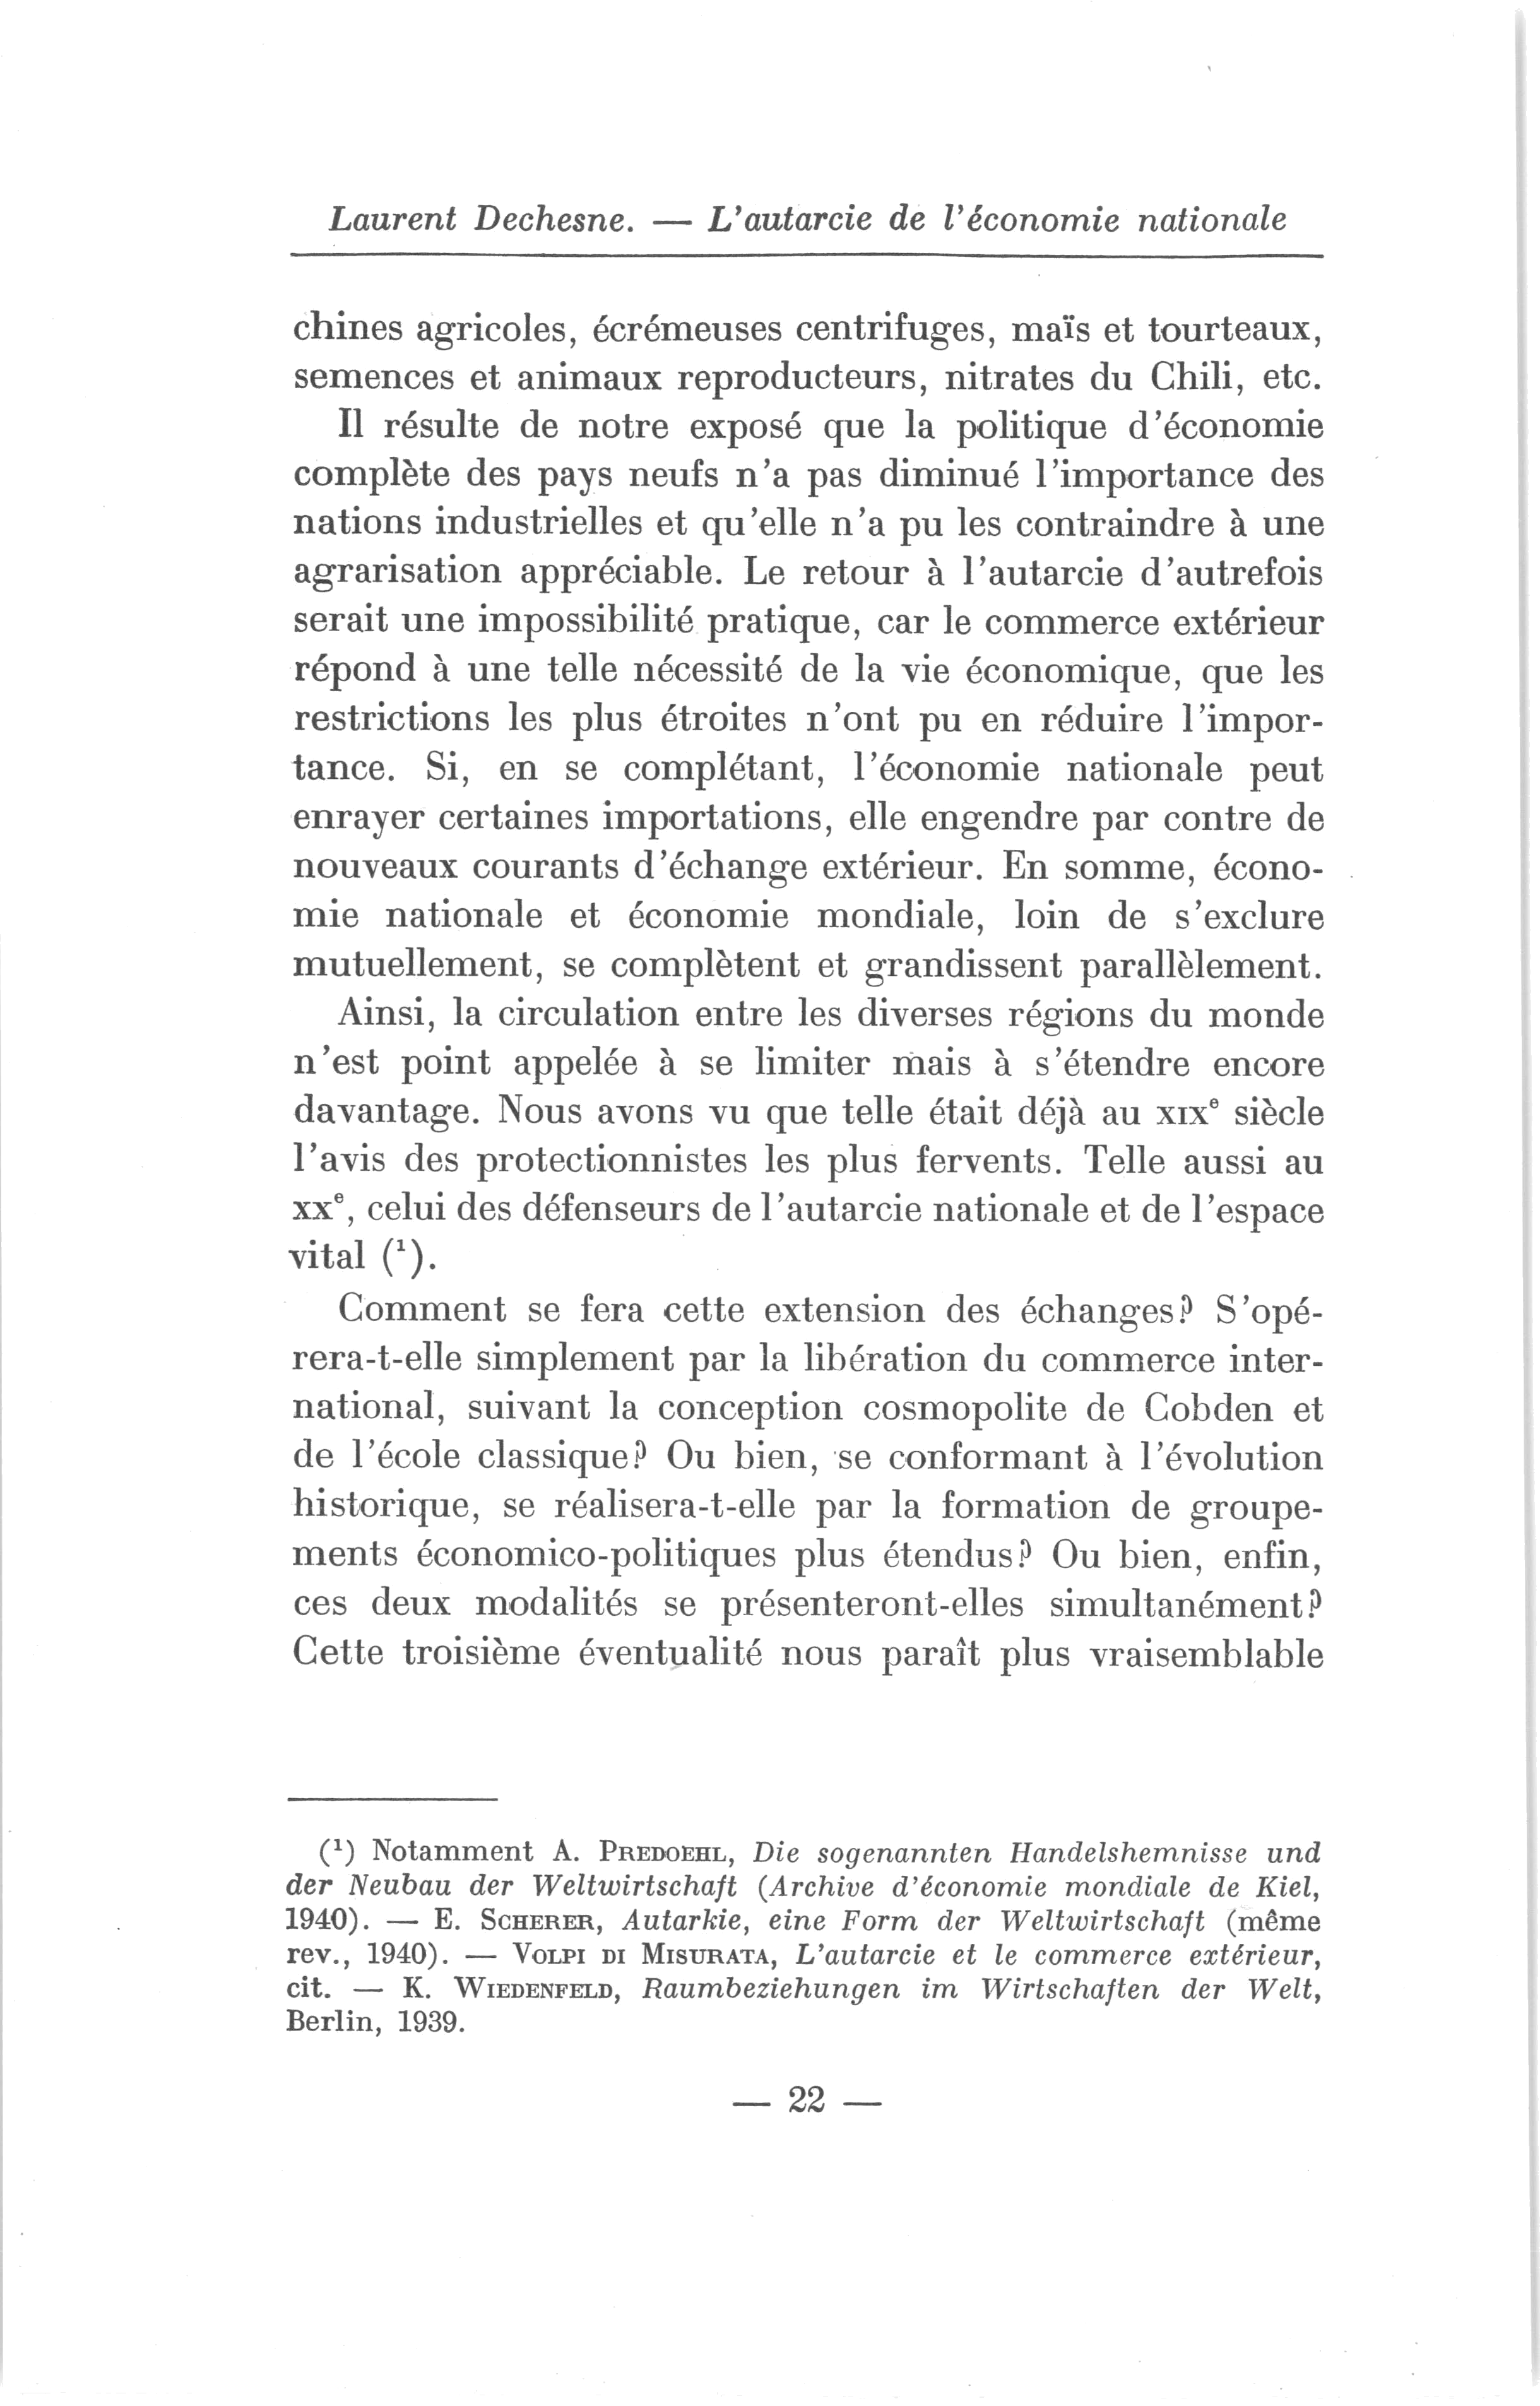 Laurent Dechesne. — L'autarcie de l'économie nationale
chines agricoles, écrémeuses centrifuges, maïs et tourteaux,
semences et animaux reproducteurs, nitrates du Chili, etc.
Il résulte de notre exposé que la politique d'économie
complète des pays neufs n'a pas diminué l'importance des
nations industrielles et qu'elle n'a pu les contraindre à une
agrarisation appréciable. Le retour à l'autarcie d'autrefois
serait une impossibilité pratique, car le commerce extérieur
répond à une telle nécessité de la vie économique, que les
restrictions les plus étroites n'ont pu en réduire l'impor-
tance. Si, en se complétant, l'économie nationale peut
enrayer certaines importations, elle engendre par contre de
nouveaux courants d'échange extérieur. En somme, écono-
mie nationale et économie mondiale, loin de s'exclure
mutuellement, se complètent et grandissent parallèlement.
Ainsi, la circulation entre les diverses régions du monde
n'est point appelée à se limiter mais à s'étendre encore
davantage. Nous avons vu que telle était déjà au XIXᵉ siècle
l'avis des protectionnistes les plus fervents. Telle aussi au
XXᵉ, celui des défenseurs de l'autarcie nationale et de l'espace
vital (¹).
Comment se fera cette extension des échanges? S'opé-
rera-t-elle simplement par la libération du commerce inter-
national, suivant la conception cosmopolite de Cobden et
de l'école classique? Ou bien, se conformant à l'évolution
historique, se réalisera-t-elle par la formation de groupe-
ments économico-politiques plus étendus? Ou bien, enfin,
ces deux modalités se présenteront-elles simultanément?
Cette troisième éventualité nous paraît plus vraisemblable
(¹) Notamment A. PREDOEHL, Die sogenannten Handelshemnisse und
der Neubau der Weltwirtschaft (Archive d'économie mondiale de Kiel,
1940). — E. SCHERER, Autarkie, eine Form der Weltwirtschaft (même
rev., 1940). — VOLPI DI MISURATA, L'autarcie et le commerce extérieur,
cit. — K. WIEDENFELD, Raumbeziehungen im Wirtschaften der Welt,
Berlin, 1939.
— 22 —